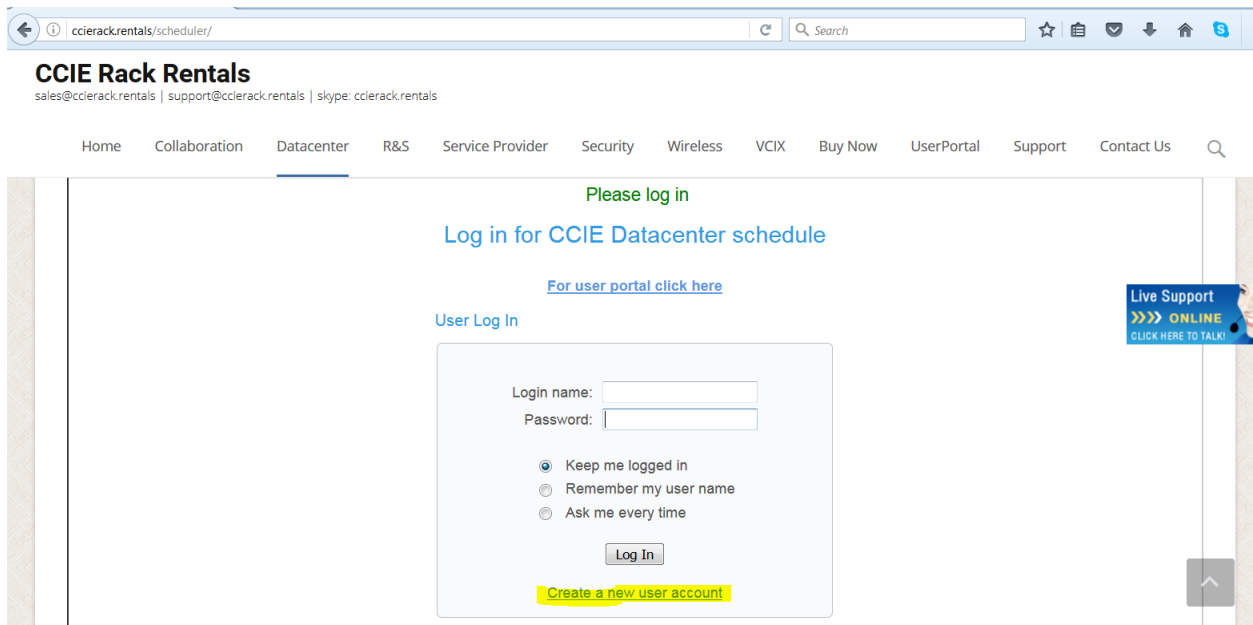 ccierack.rentals/scheduler/
Search
CCIE Rack Rentals
sales@ccierack.rentals | support@ccierack.rentals | skype: ccierack.rentals
Home Collaboration Datacenter R&S Service Provider Security Wireless VCIX Buy Now UserPortal Support Contact Us
Please log in
Log in for CCIE Datacenter schedule
For user portal click here
Live Support
ONLINE
CLICK HERE TO TALK!
User Log In
Login name:
Password:
Keep me logged in
Remember my user name
Ask me every time
Log In
Create a new user account